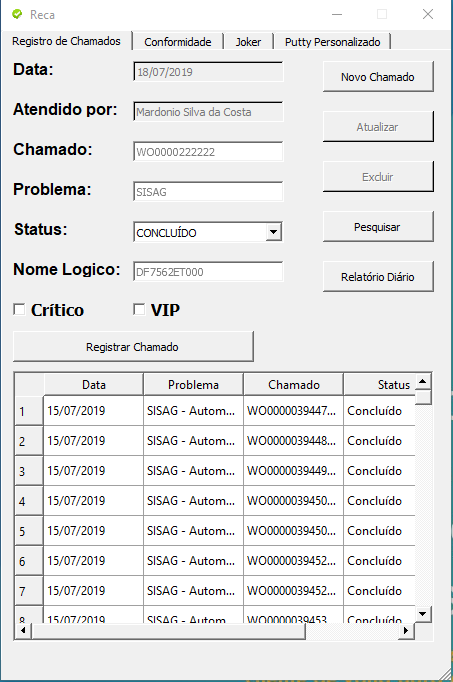 Reca
Registro de Chamados Conformidade Joker Putty Personalizado
Data: 18/07/2019 Novo Chamado
Atendido por: Mardonio Silva da Costa Atualizar
Chamado: WO0000222222 Excluir
Problema: SISAG Pesquisar
Status: CONCLUÍDO
Nome Logico: DF7562ET000 Relatório Diário
Crítico VIP
Registrar Chamado
Data Problema Chamado Status
1 15/07/2019 SISAG - Autom... WO0000039447... Concluído
2 15/07/2019 SISAG - Autom... WO0000039448... Concluído
3 15/07/2019 SISAG - Autom... WO0000039449... Concluído
4 15/07/2019 SISAG - Autom... WO0000039450... Concluído
5 15/07/2019 SISAG - Autom... WO0000039450... Concluído
6 15/07/2019 SISAG - Autom... WO0000039452... Concluído
7 15/07/2019 SISAG - Autom... WO0000039452... Concluído
8 15/07/2019 SISAG - Autom... WO0000039453... Concluído